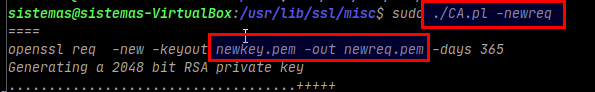 sistemas@sistemas-VirtualBox:/usr/lib/ssl/misc$ sudo ./CA.pl -newreq
====
openssl req  -new -keyout newkey.pem -out newreq.pem -days 365
Generating a 2048 bit RSA private key
.....................................+++++